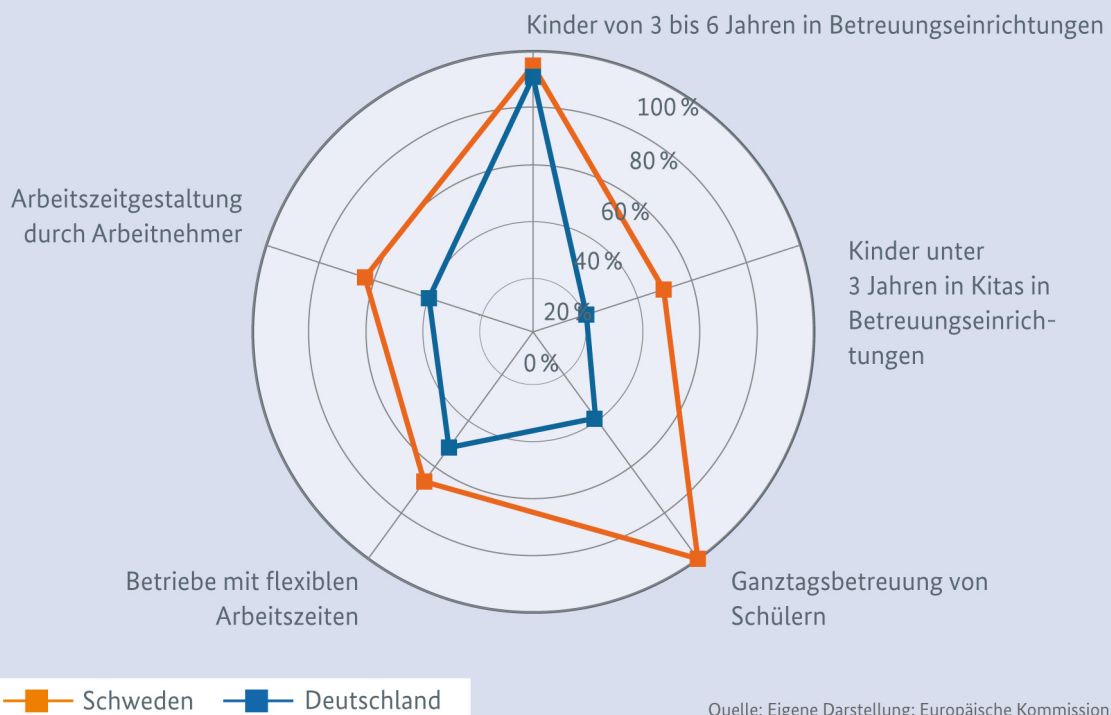 Kinder von 3 bis 6 Jahren in Betreuungseinrichtungen
100 %
80 %
60 %
40 %
20 %
0 %
Arbeitszeitgestaltung
durch Arbeitnehmer
Kinder unter
3 Jahren in Kitas in
Betreuungseinrich-
tungen
Betriebe mit flexiblen
Arbeitszeiten
Ganztagsbetreuung von
Schülern
Schweden
Deutschland
Quelle: Eigene Darstellung; Europäische Kommission